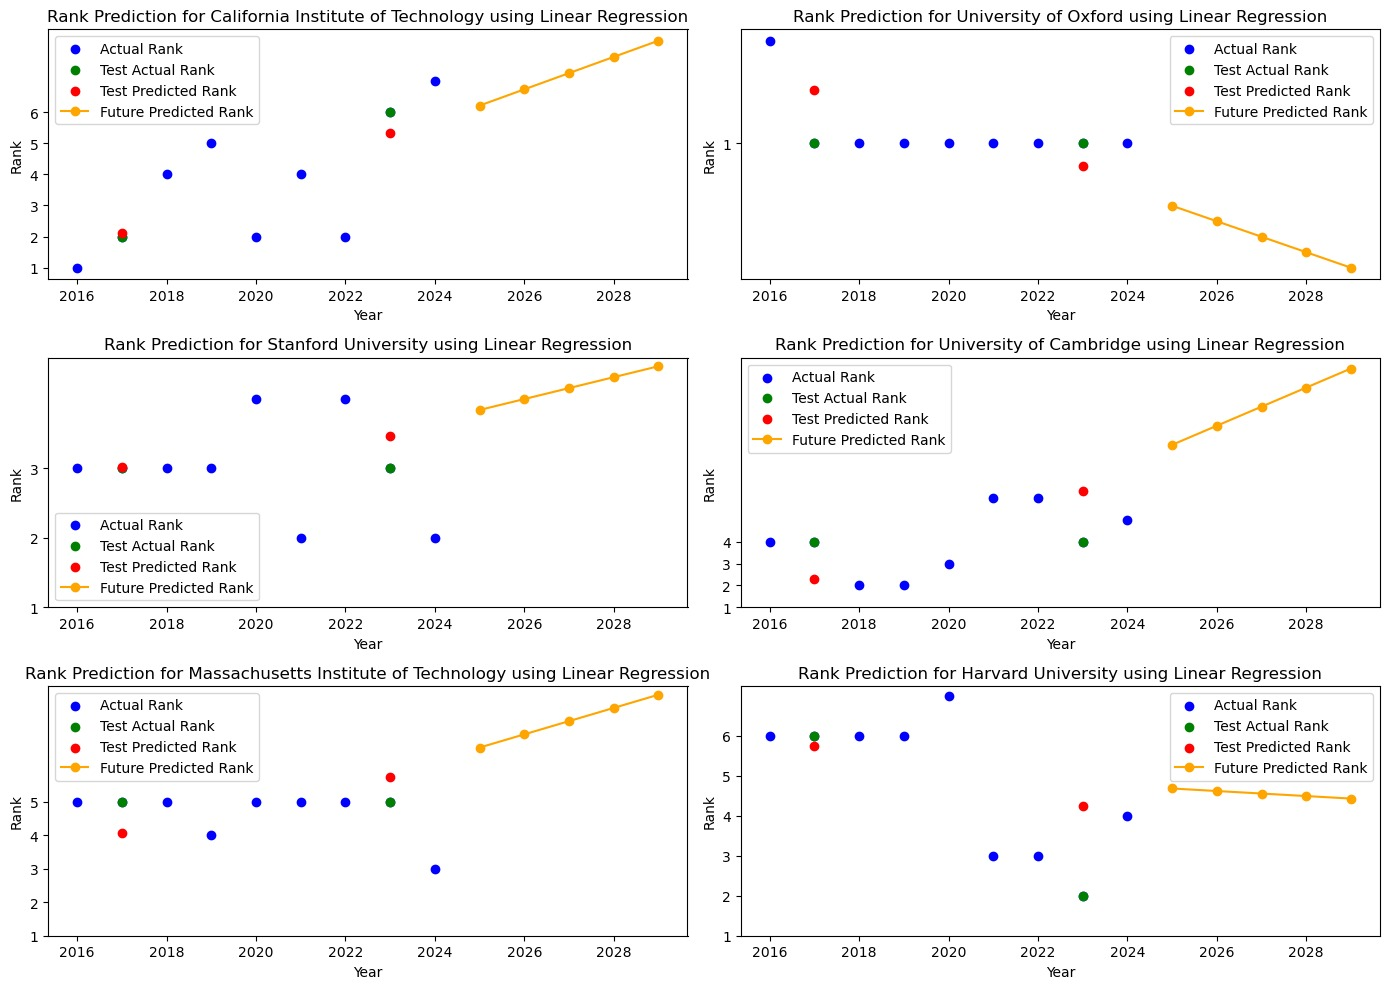 Rank Prediction for California Institute of Technology using Linear Regression
Actual Rank
Test Actual Rank
Test Predicted Rank
Future Predicted Rank
6
5
4
3
2
1
Rank
2016 2018 2020 2022 2024 2026 2028
Year
Rank Prediction for University of Oxford using Linear Regression
Actual Rank
Test Actual Rank
Test Predicted Rank
Future Predicted Rank
1
Rank
2016 2018 2020 2022 2024 2026 2028
Year
Rank Prediction for Stanford University using Linear Regression
3
2
1
Rank
Actual Rank
Test Actual Rank
Test Predicted Rank
Future Predicted Rank
2016 2018 2020 2022 2024 2026 2028
Year
Rank Prediction for University of Cambridge using Linear Regression
Actual Rank
Test Actual Rank
Test Predicted Rank
Future Predicted Rank
4
3
2
1
Rank
2016 2018 2020 2022 2024 2026 2028
Year
Rank Prediction for Massachusetts Institute of Technology using Linear Regression
Actual Rank
Test Actual Rank
Test Predicted Rank
Future Predicted Rank
5
4
3
2
1
Rank
2016 2018 2020 2022 2024 2026 2028
Year
Rank Prediction for Harvard University using Linear Regression
Actual Rank
Test Actual Rank
Test Predicted Rank
Future Predicted Rank
6
5
4
3
2
1
Rank
2016 2018 2020 2022 2024 2026 2028
Year